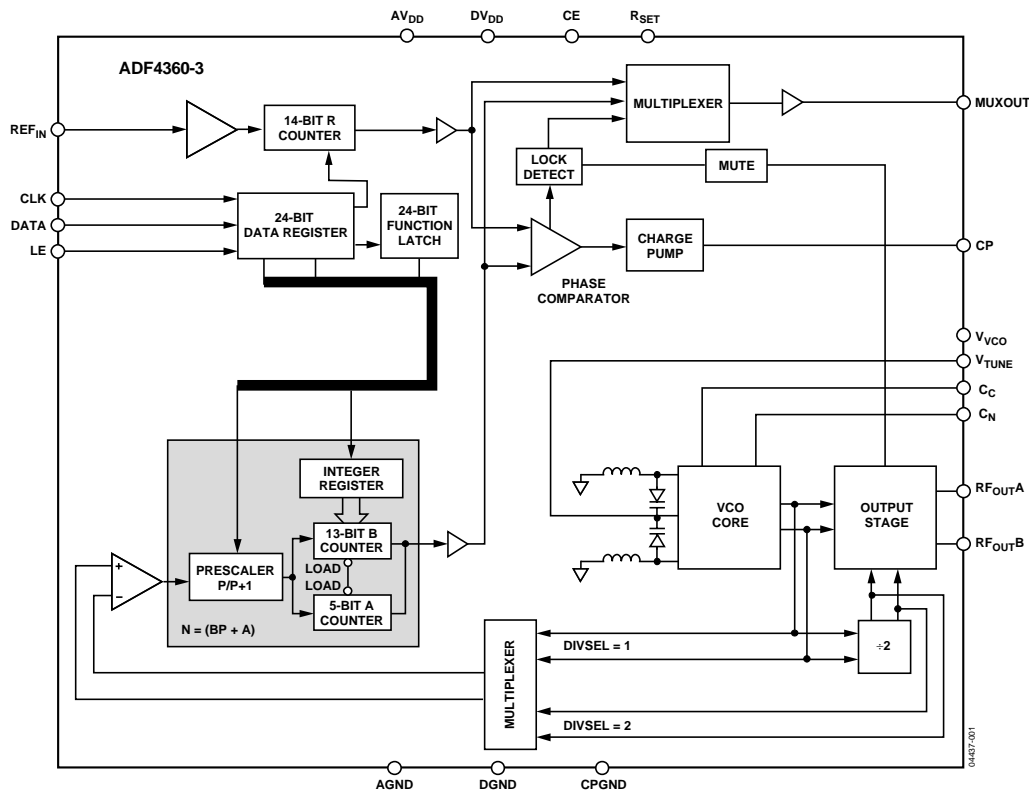 AVDD DVDD CE RSET
ADF4360-3
MULTIPLEXER
MUXOUT
REFIN
14-BIT R
COUNTER
LOCK
DETECT
MUTE
CLK
DATA
LE
24-BIT
DATA REGISTER
24-BIT
FUNCTION
LATCH
CHARGE
PUMP
CP
PHASE
COMPARATOR
VVCO
VTUNE
CC
CN
INTEGER
REGISTER
VCO
CORE
OUTPUT
STAGE
RFOUTA
RFOUTB
13-BIT B
COUNTER
PRESCALER
P/P+1
LOAD
LOAD
5-BIT A
COUNTER
+
−
N = (BP + A)
MULTIPLEXER
DIVSEL = 1
÷2
DIVSEL = 2
04437-001
AGND DGND CPGND